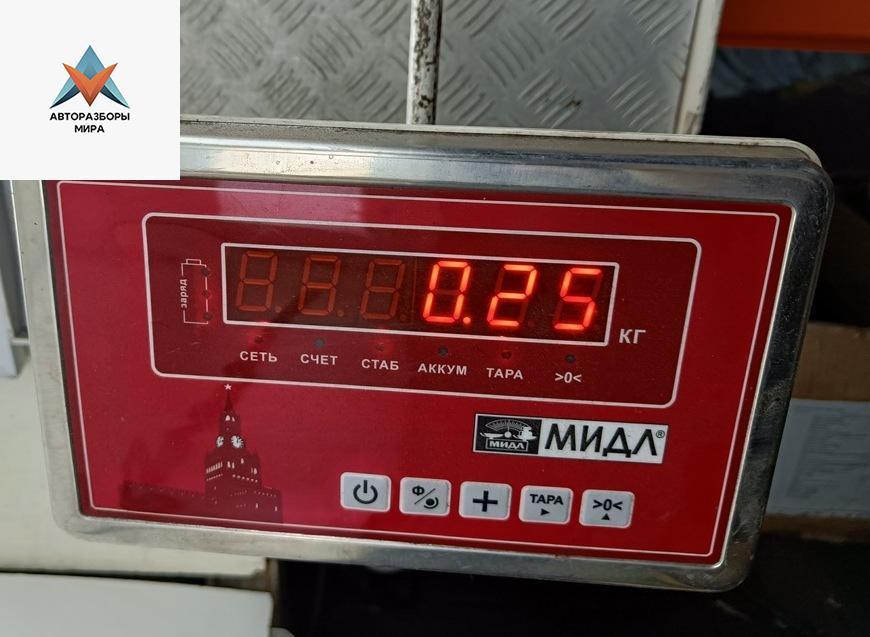 АВТОРАЗБОРЫ
МИРА
заряд
0.25
КГ
СЕТЬ СЧЕТ СТАБ АККУМ ТАРА >0<
МИДЛ МИДЛ®
Ф + ТАРА >0<